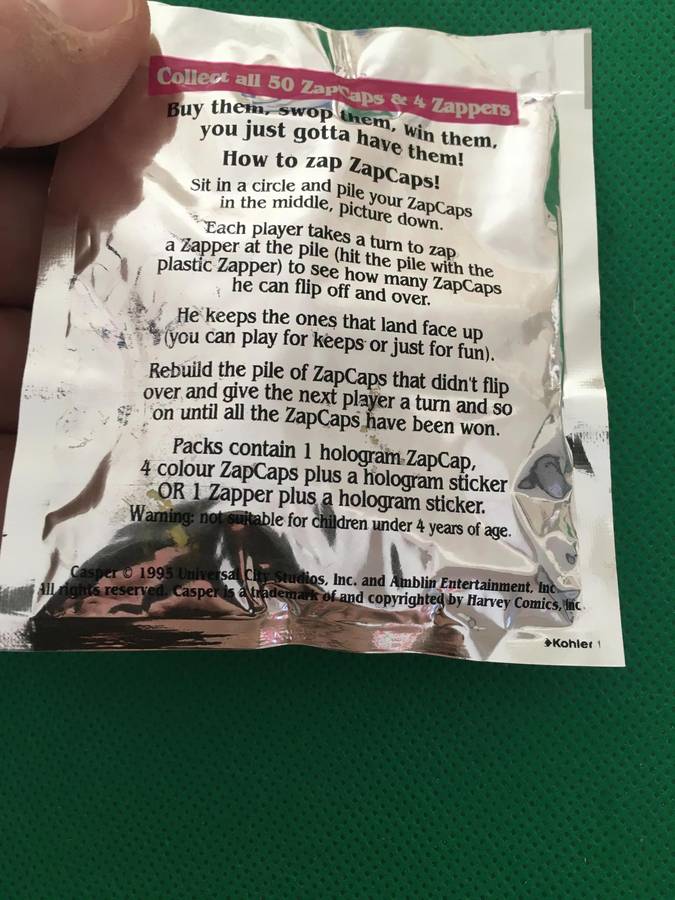 Collect all 50 ZapCaps & 4 Zappers
Buy them, swop them, win them,
you just gotta have them!
How to zap ZapCaps!
Sit in a circle and pile your ZapCaps
in the middle, picture down.
Each player takes a turn to zap
a Zapper at the pile (hit the pile with the
plastic Zapper) to see how many ZapCaps
he can flip off and over.
He keeps the ones that land face up
(you can play for keeps or just for fun).
Rebuild the pile of ZapCaps that didn't flip
over and give the next player a turn and so
on until all the ZapCaps have been won.
Packs contain 1 hologram ZapCap,
4 colour ZapCaps plus a hologram sticker
OR 1 Zapper plus a hologram sticker.
Warning: not suitable for children under 4 years of age.
Casper © 1995 Universal City Studios, Inc. and Amblin Entertainment, Inc
All rights reserved. Casper is a trademark of and copyrighted by Harvey Comics, Inc
Kohler